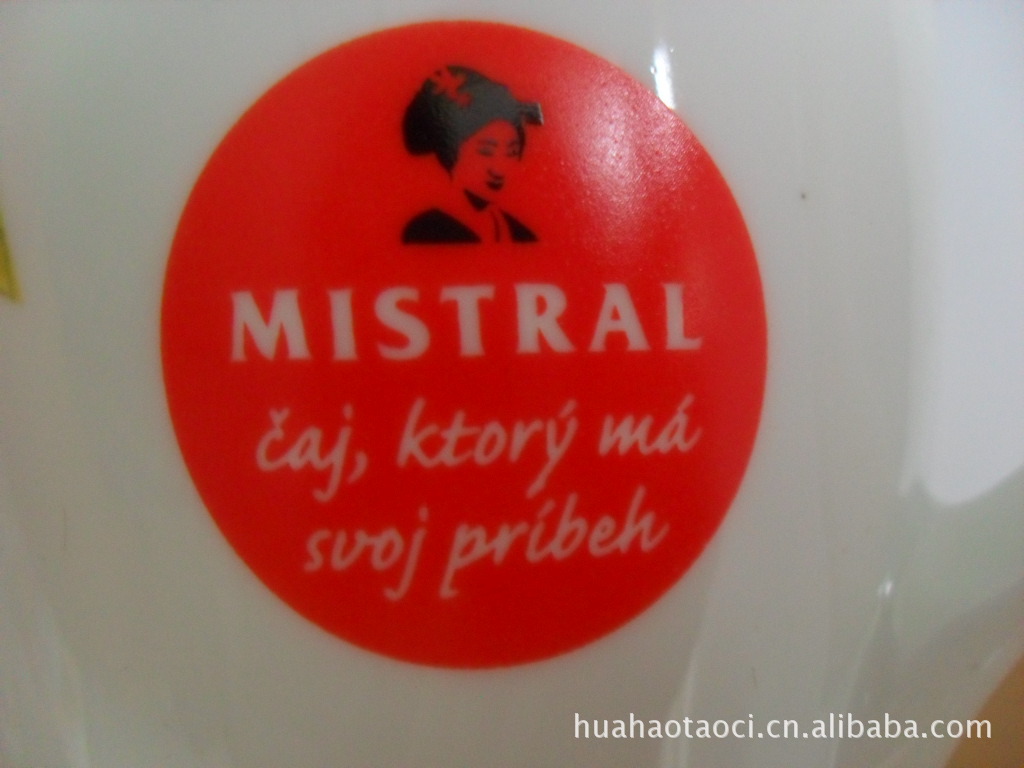 MISTRAL
čaj, ktorý má
svoj príbeh
huahaotaoci.cn.alibaba.com